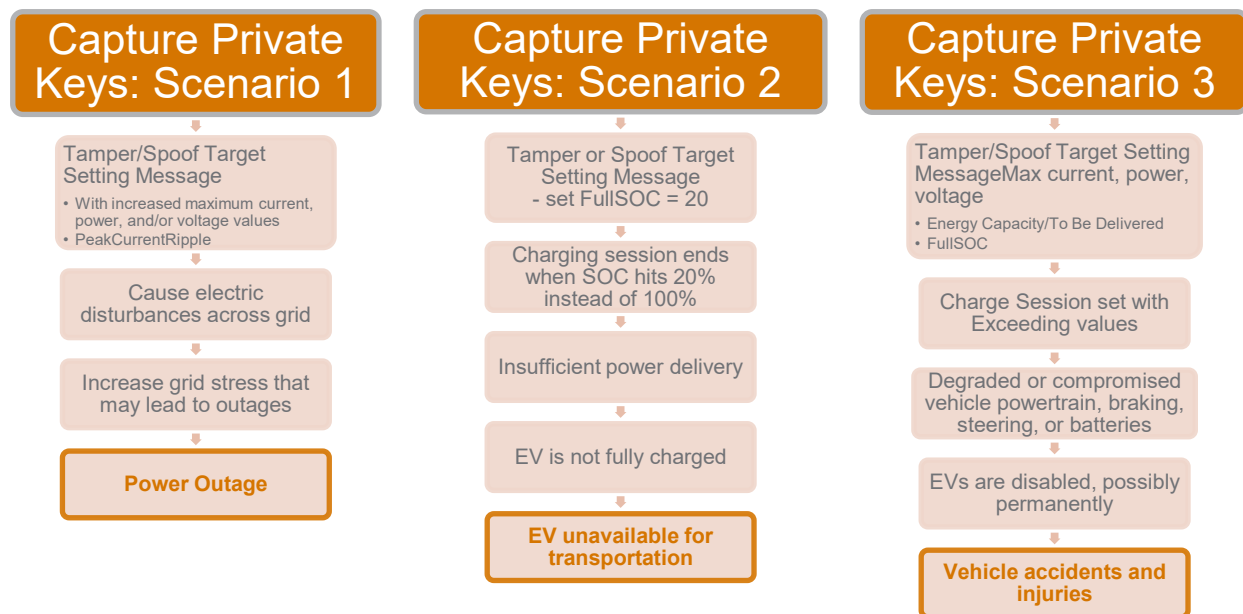 Capture Private
Keys: Scenario 1
Tamper/Spoof Target
Setting Message
• With increased maximum current,
power, and/or voltage values
• PeakCurrentRipple
Cause electric
disturbances across grid
Increase grid stress that
may lead to outages
Power Outage
Capture Private
Keys: Scenario 2
Tamper or Spoof Target
Setting Message
- set FullSOC = 20
Charging session ends
when SOC hits 20%
instead of 100%
Insufficient power delivery
EV is not fully charged
EV unavailable for
transportation
Capture Private
Keys: Scenario 3
Tamper/Spoof Target Setting
MessageMax current, power,
voltage
• Energy Capacity/To Be Delivered
• FullSOC
Charge Session set with
Exceeding values
Degraded or compromised
vehicle powertrain, braking,
steering, or batteries
EVs are disabled, possibly
permanently
Vehicle accidents and
injuries